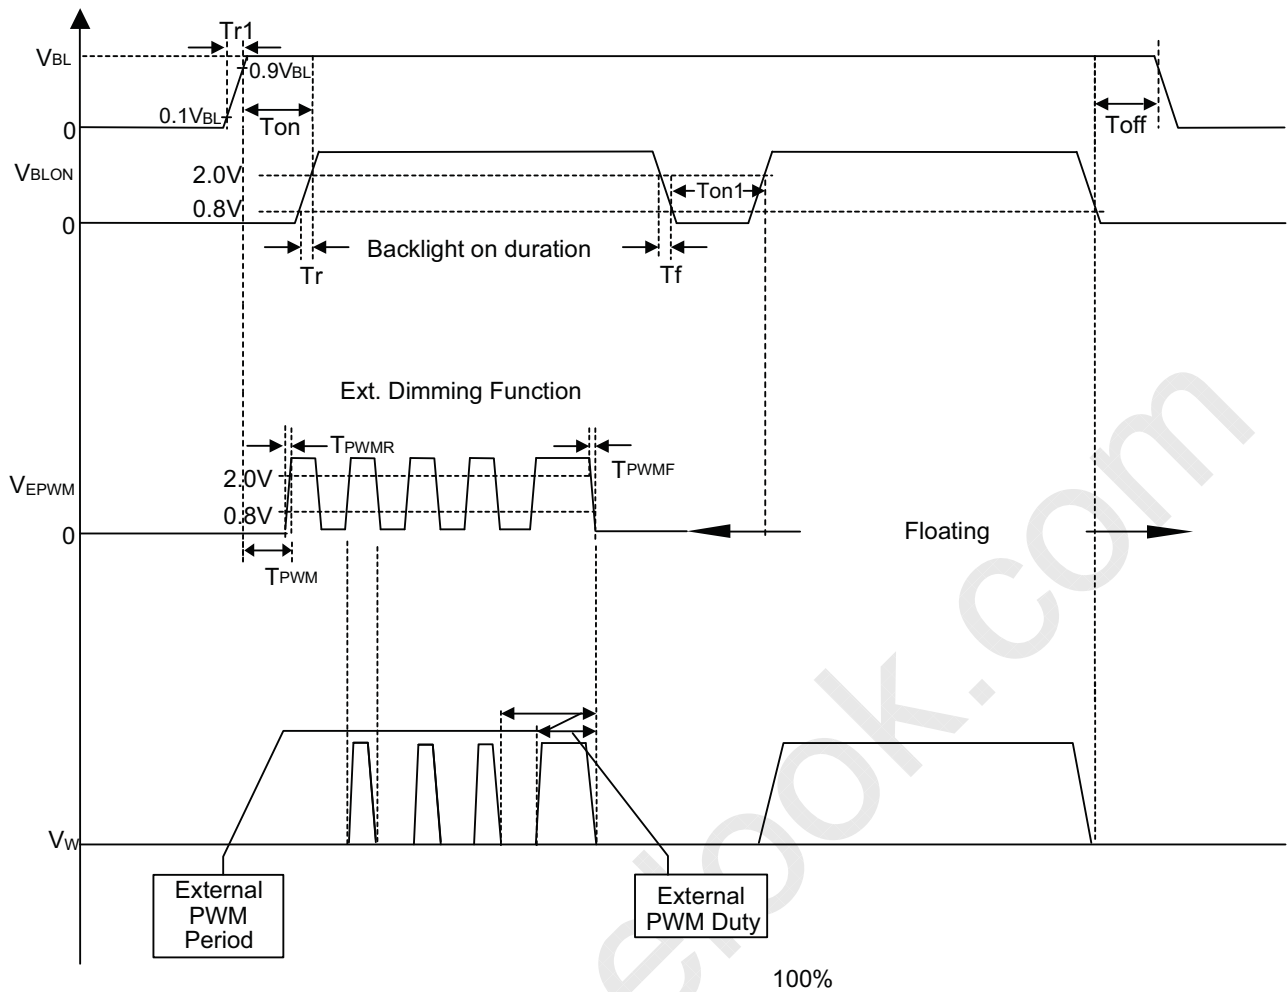 Tr1
VBL
0.9VBL
0.1VBL
0
Ton
Toff
VBLON
2.0V
Ton1
0.8V
0
Backlight on duration
Tr
Tf
Ext. Dimming Function
TPWMR
TPWMF
VEPWM
2.0V
0.8V
0
Floating
TPWM
VW
External
PWM
Period
External
PWM Duty
100%
elook.com